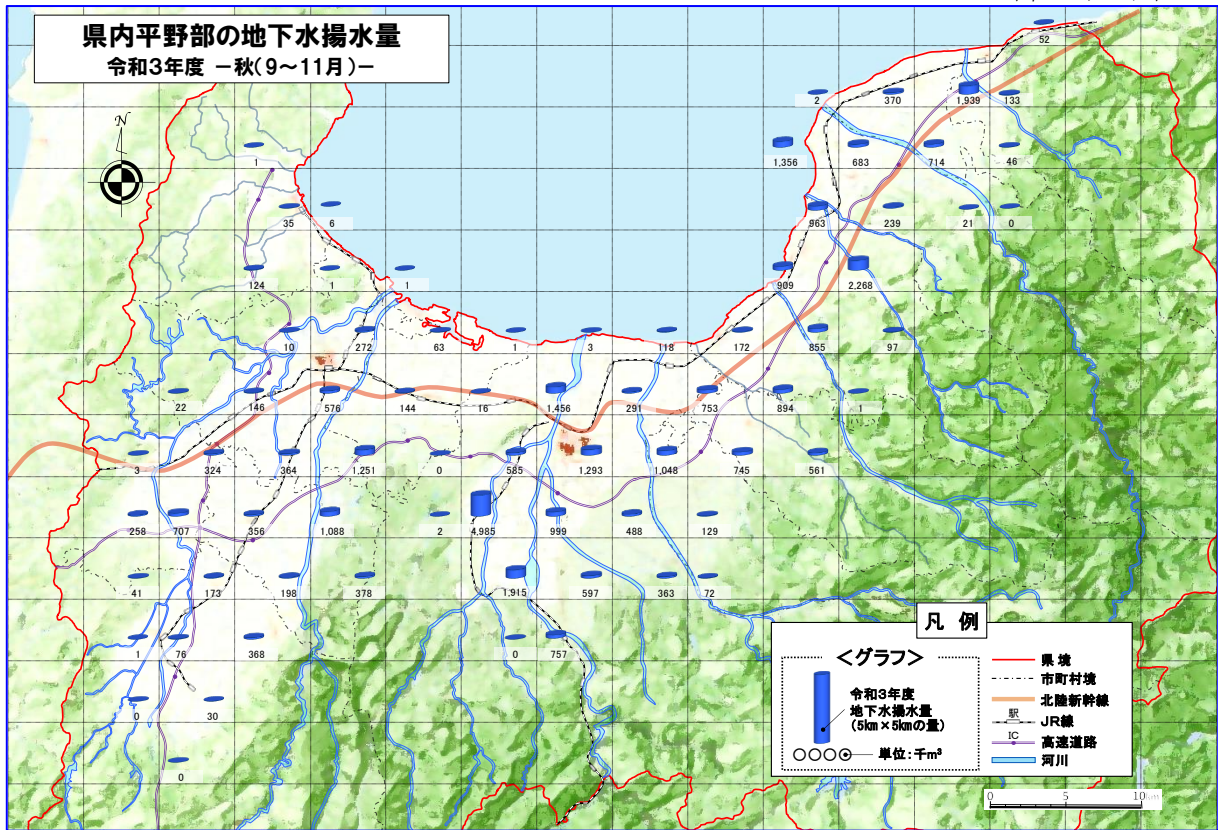 県内平野部の地下水揚水量
令和3年度 －秋(9～11月)－
N
52
2 370 1,939 133
1 1,356 683 714 46
35 6 963 239 21 0
124 1 1 909 2,268
10 272 63 1 3 118 172 855 97
22 146 576 144 16 1,456 291 753 894 1
3 324 364 1,251 0 585 1,293 1,048 745 561
258 707 356 1,088 2 4,985 999 488 129
41 173 198 378 1,915 597 363 72
1 76 368 0 757
0 30
0
凡 例
＜グラフ＞
令和3年度
地下水揚水量
(5km×5kmの量)
○○○○ 単位：千m³
県 境
市町村境
北陸新幹線
駅
JR線
IC
高速道路
河川
0 5 10km